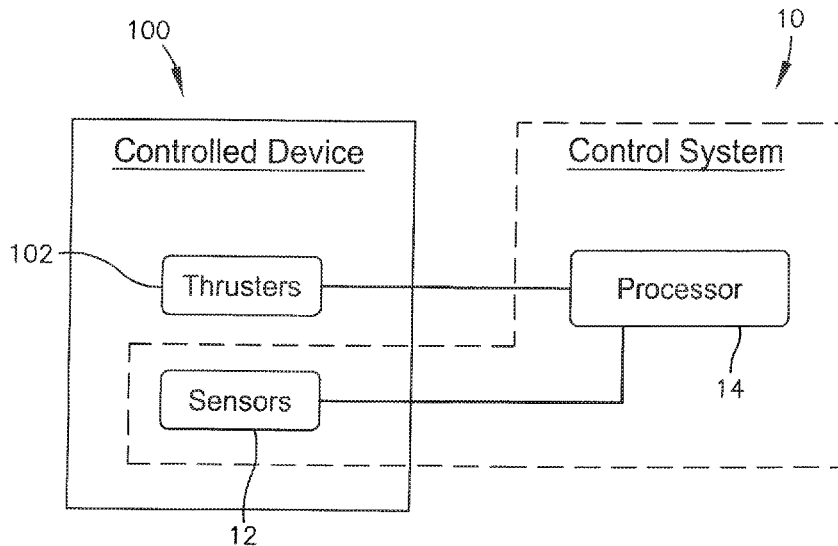 100
10
Controlled Device
Control System
102
Thrusters
Processor
Sensors
14
12